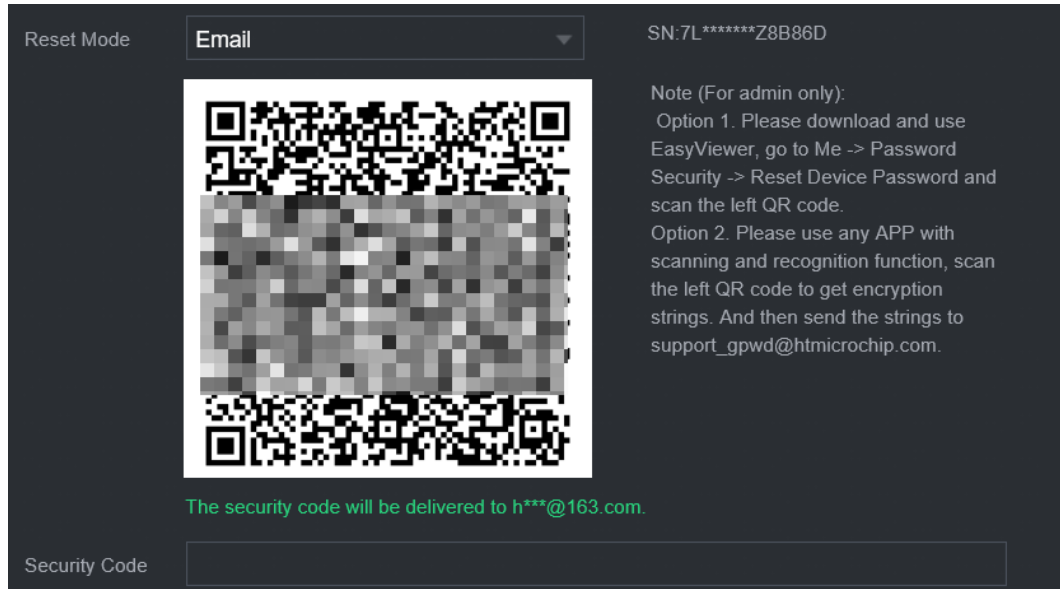 Reset Mode
Email
SN:7L*******Z8B86D
Note (For admin only):
Option 1. Please download and use
EasyViewer, go to Me -> Password
Security -> Reset Device Password and
scan the left QR code.
Option 2. Please use any APP with
scanning and recognition function, scan
the left QR code to get encryption
strings. And then send the strings to
support_gpwd@htmicrochip.com.
The security code will be delivered to h***@163.com.
Security Code